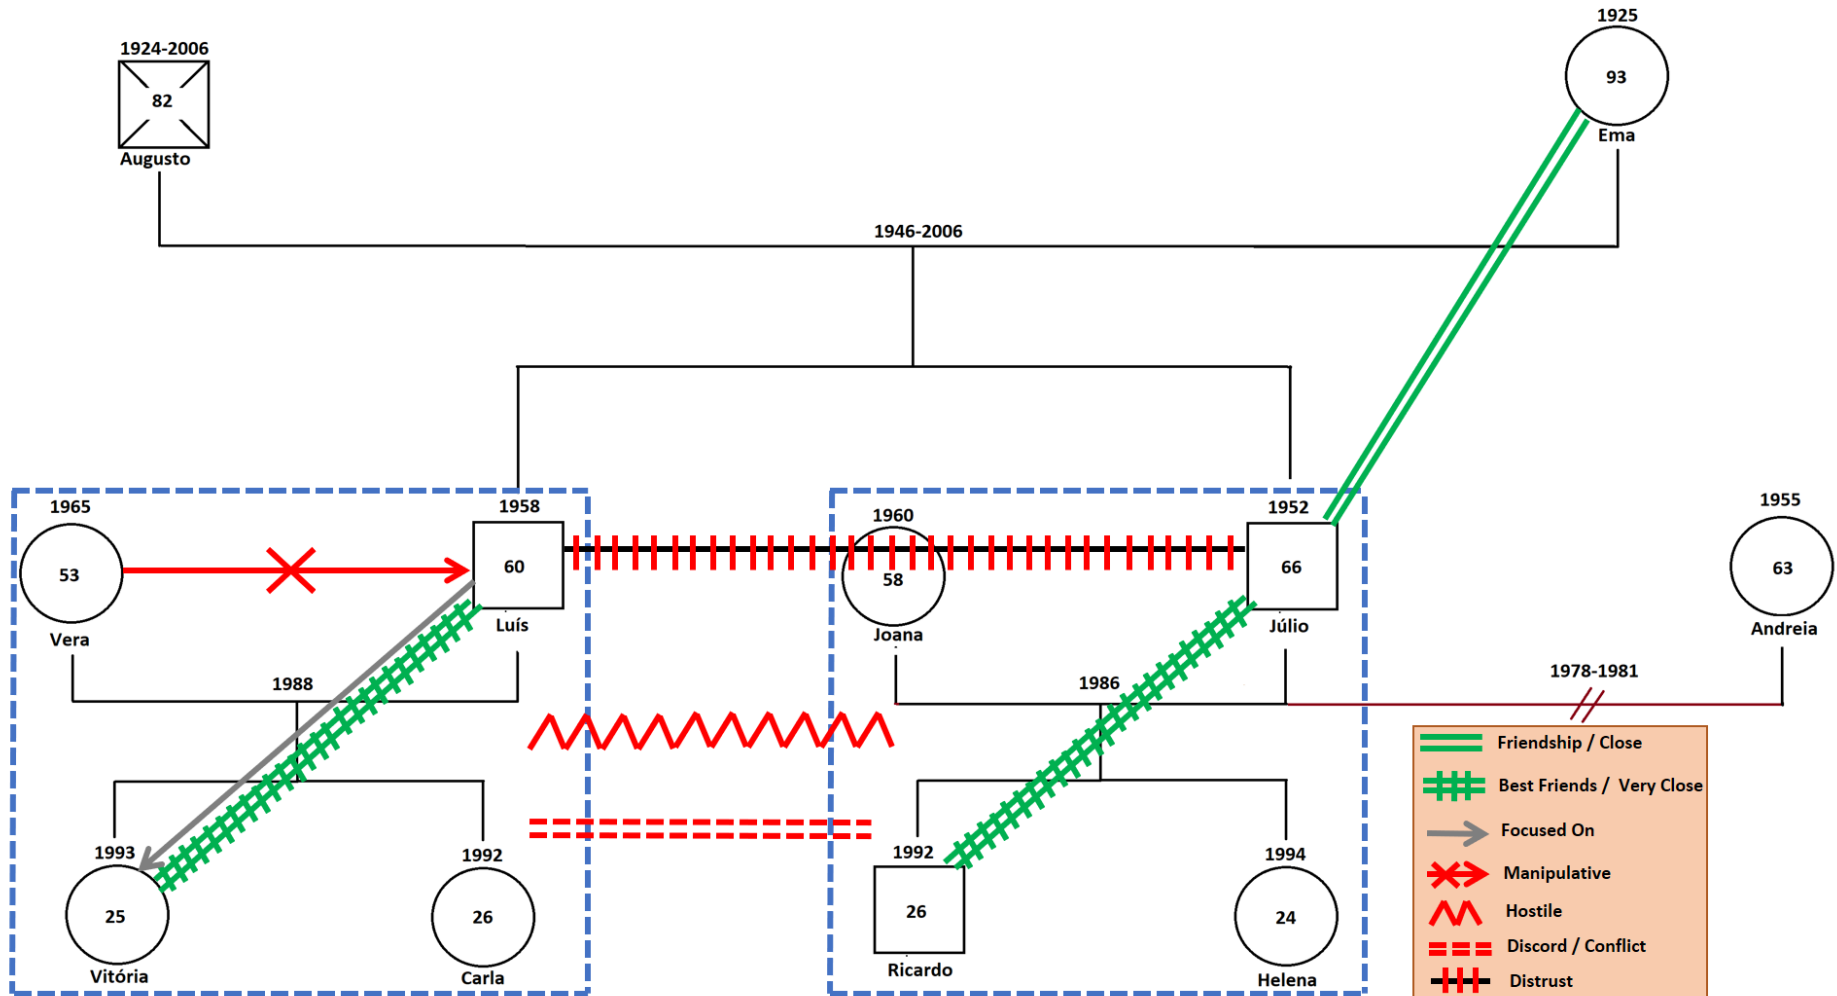 1925
1924-2006
93
82
Ema
Augusto
1946-2006
1965
1958
1960
1952
1955
53
60
58
66
63
Vera
Luís
Joana
Júlio
Andreia
1988
1986
1978-1981
Friendship / Close
Best Friends / Very Close
Focused On
Manipulative
Hostile
Discord / Conflict
Distrust
1993
1992
1992
1994
25
26
26
24
Vitória
Carla
Ricardo
Helena